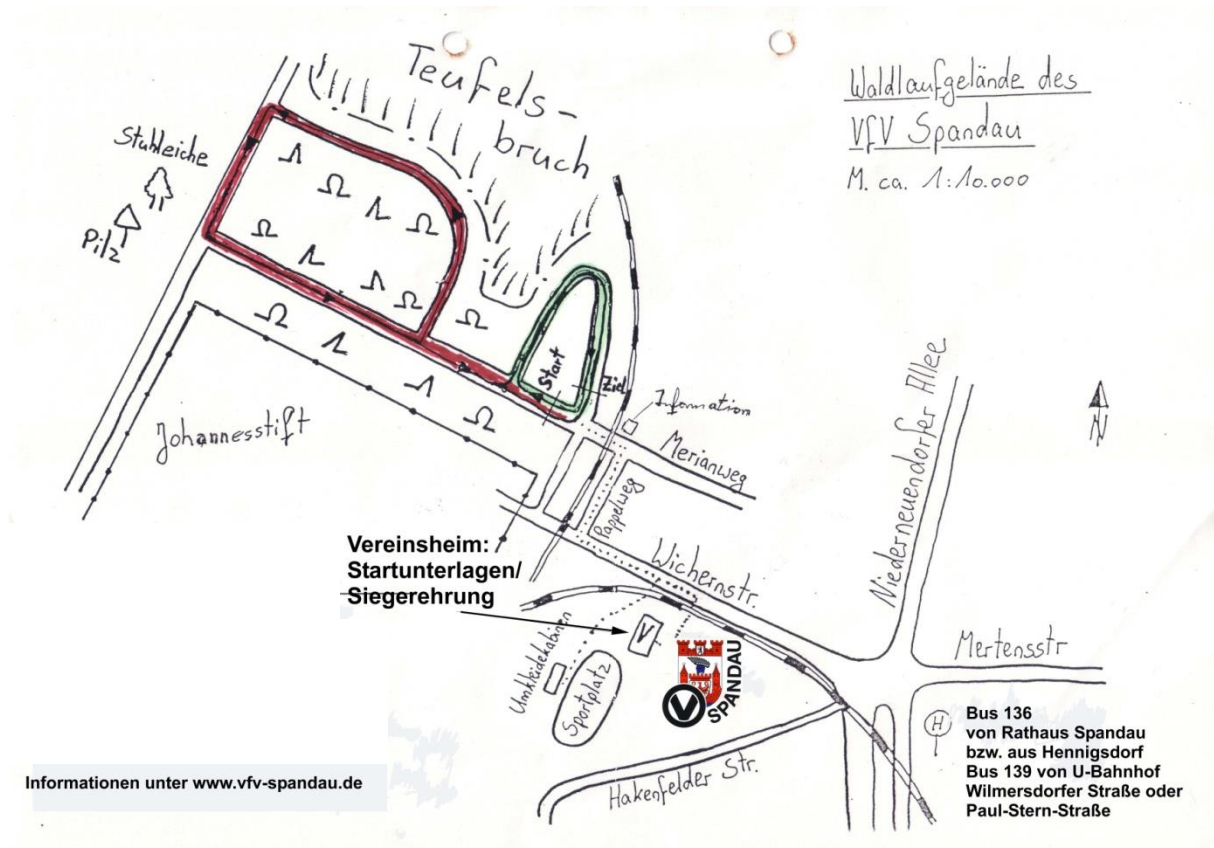 Teufels-
bruch
Waldlaufgelände des
VfV Spandau
M. ca. 1:10.000
Stuhleiche
Pilz
Start
Ziel
Information
Merianweg
Johannesstift
Pappelweg
Niederneuendorfer Allee
N
Vereinsheim:
Startunterlagen/
Siegerehrung
Wichernstr.
Mertensstr
Umkleidekabinen
V
Sportplatz
V
SPANDAU
Hakenfelder Str.
H
Bus 136
von Rathaus Spandau
bzw. aus Hennigsdorf
Bus 139 von U-Bahnhof
Wilmersdorfer Straße oder
Paul-Stern-Straße
Informationen unter www.vfv-spandau.de